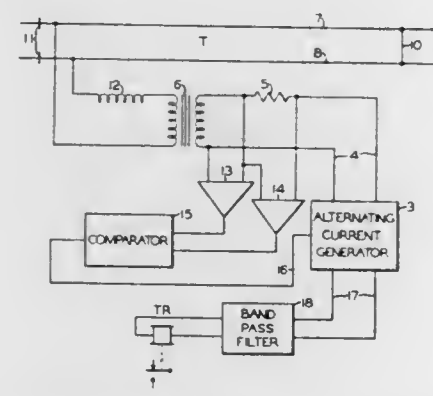 7
11
T
10
8
12
6
5
13
4
14
3
15
COMPARATOR
ALTERNATING
CURRENT
GENERATOR
16
18
17
TR
BAND
PASS
FILTER